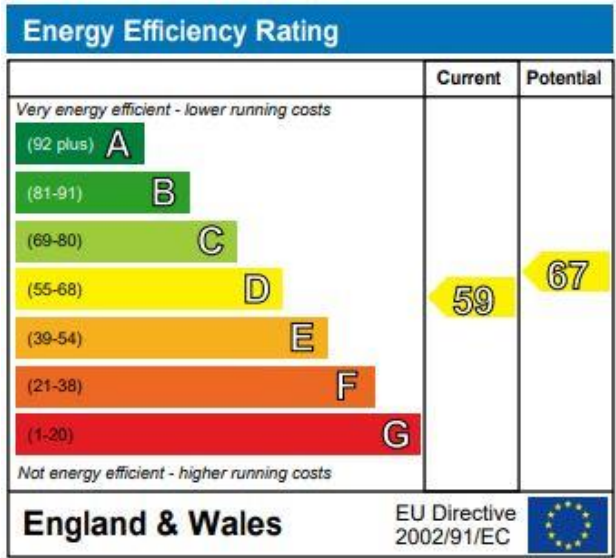 Energy Efficiency Rating
Current Potential
Very energy efficient - lower running costs
(92 plus) A
(81-91) B
(69-80) C
(55-68) D
59
67
(39-54) E
(21-38) F
(1-20) G
Not energy efficient - higher running costs
England & Wales
EU Directive
2002/91/EC